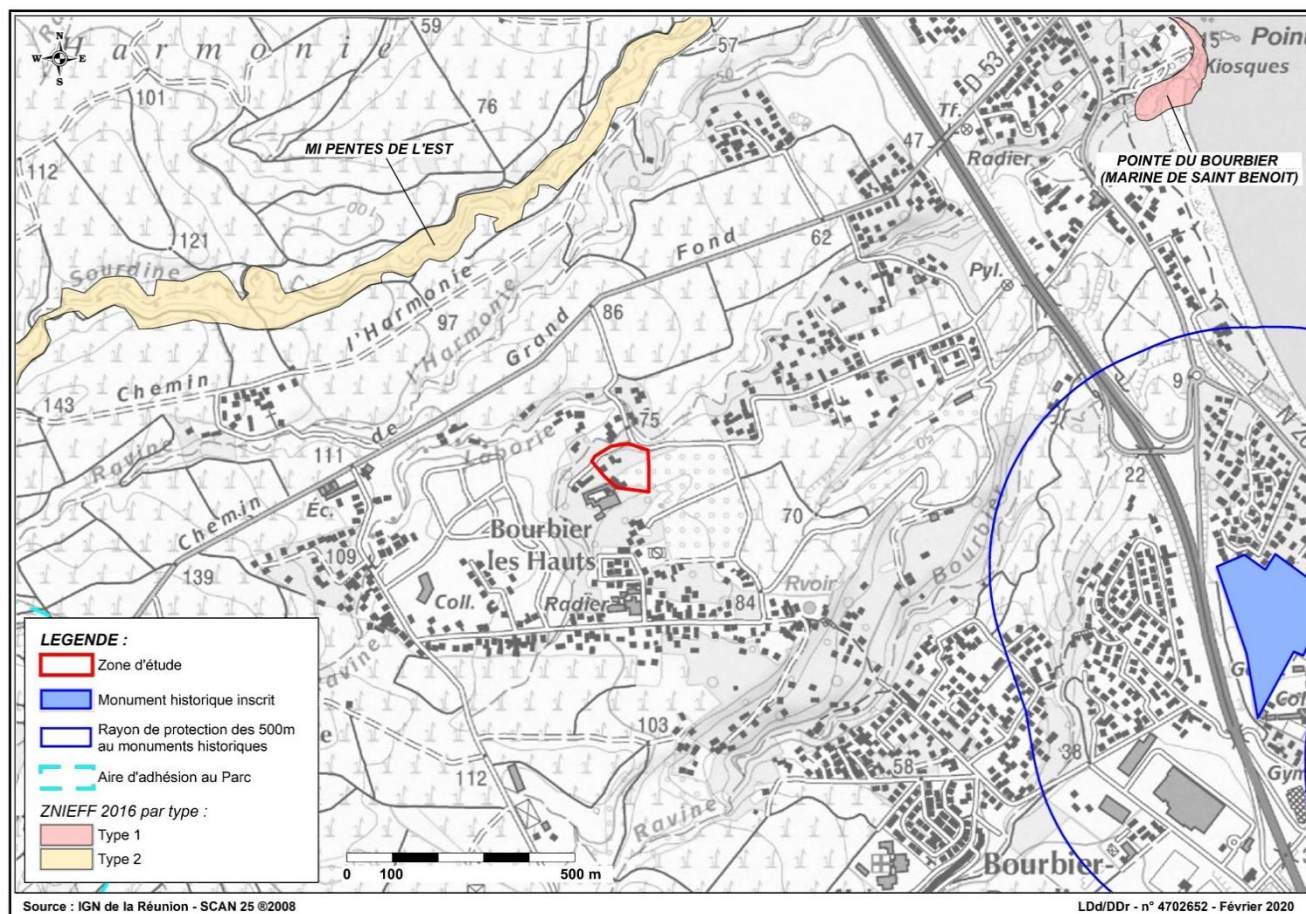 Harmonie
N
W
E
S
59
57
101
76
D 53
15
Poin
Kiosques
Tf.
47
Radier
112
MI PENTES DE L'EST
POINTE DU BOURBIER
(MARINE DE SAINT BENOIT)
100
121
Sourdine
Fond
62
Pyl.
l'Harmonie
97
l'Harmonie
Grand
86
Chemin
143
9
de
75
Laborie
Ravine
111
22
50
Éc.
Chemin
Bourbier
les Hauts
70
Bourbier
109
139
Coll.
Radier
84
Rvoir
LEGENDE :
Zone d'étude
Monument historique inscrit
Rayon de protection des 500m
au monuments historiques
Aire d'adhésion au Parc
ZNIEFF 2016 par type :
Type 1
Type 2
103
112
38
58
Gym
Ravine
Bourbier-
0 100 500 m
Source : IGN de la Réunion - SCAN 25 ®2008
LDd/DDr - n° 4702652 - Février 2020